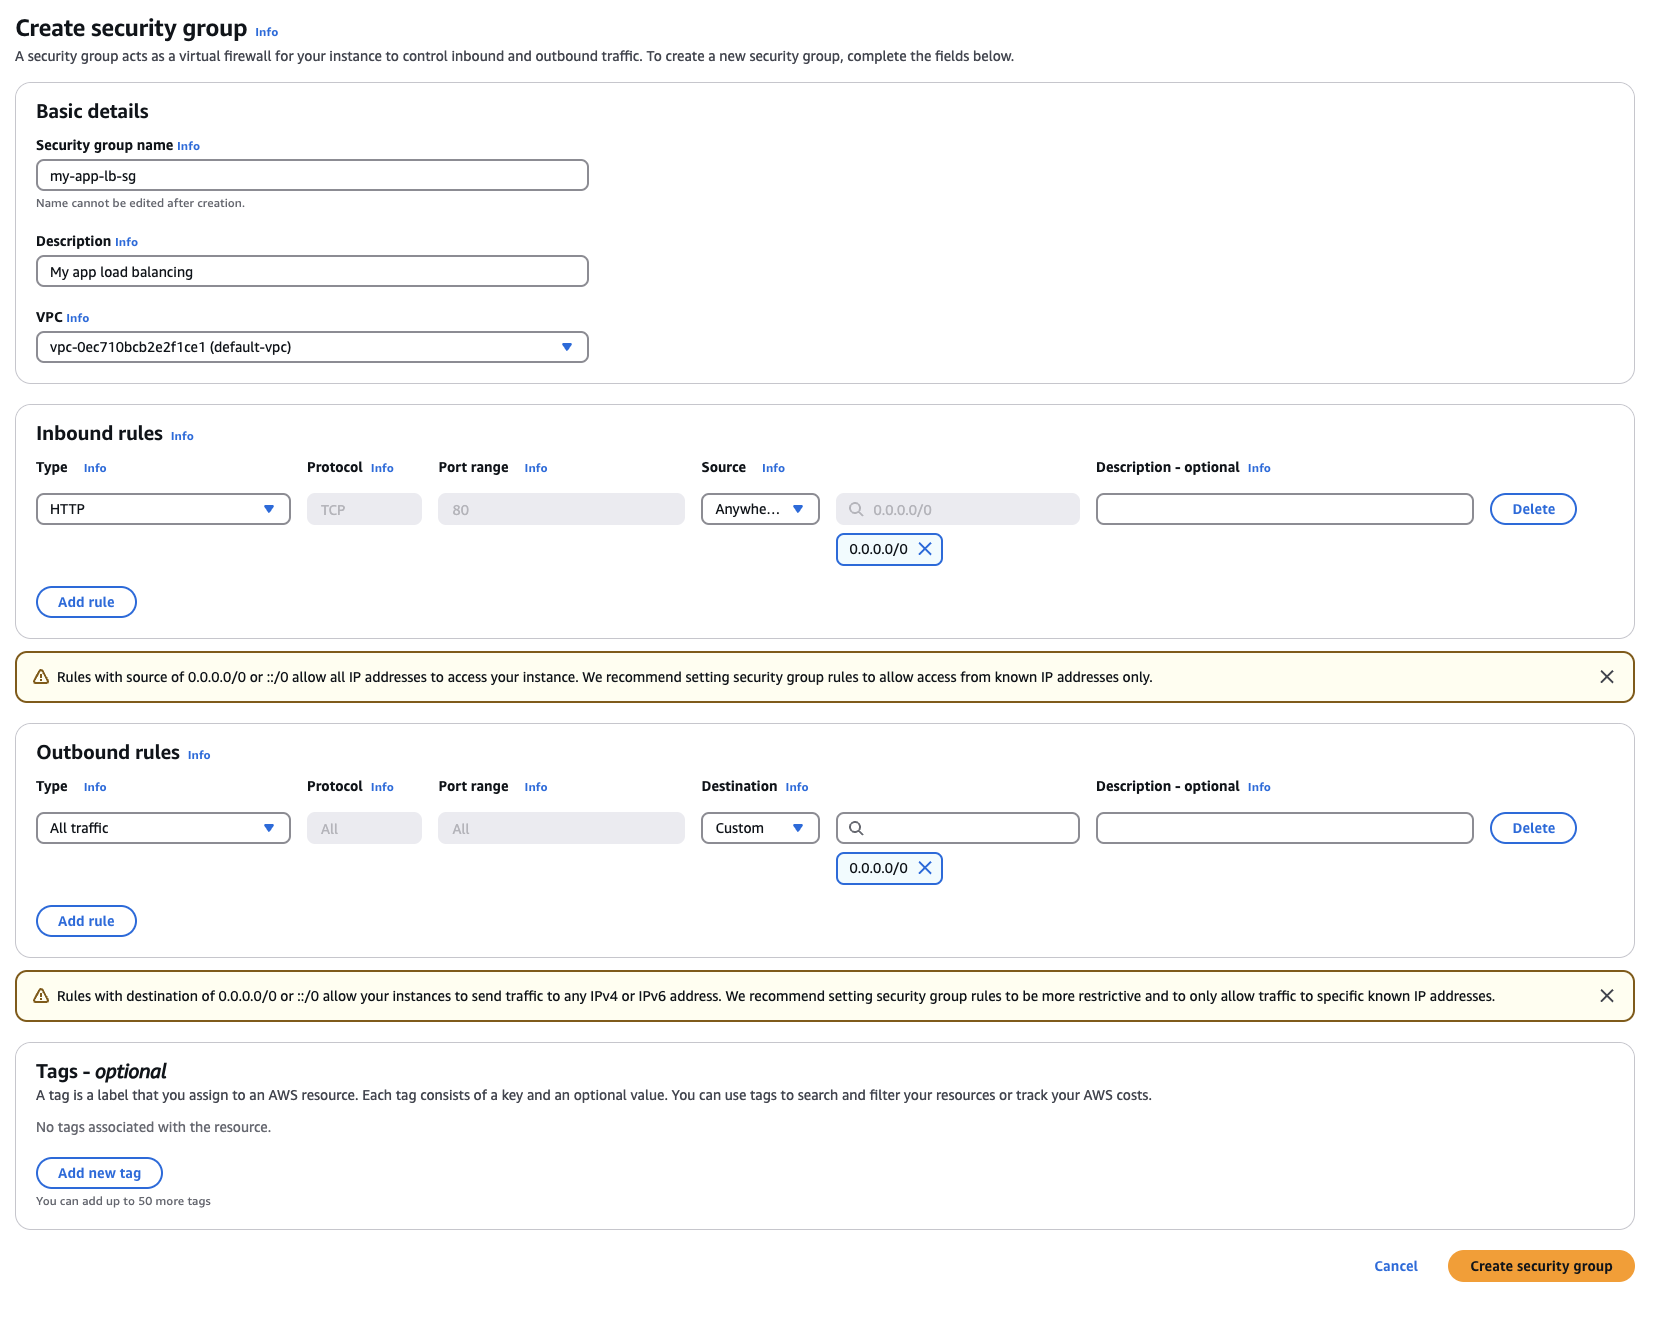 Create security group Info
A security group acts as a virtual firewall for your instance to control inbound and outbound traffic. To create a new security group, complete the fields below.
Basic details
Security group name Info
my-app-lb-sg
Name cannot be edited after creation.
Description Info
My app load balancing
VPC Info
vpc-0ec710bcb2e2f1ce1 (default-vpc)
Inbound rules Info
Type Info Protocol Info Port range Info Source Info Description - optional Info
HTTP TCP 80 Anywhe... 0.0.0.0/0 Delete
0.0.0.0/0
Add rule
Rules with source of 0.0.0.0/0 or ::/0 allow all IP addresses to access your instance. We recommend setting security group rules to allow access from known IP addresses only.
Outbound rules Info
Type Info Protocol Info Port range Info Destination Info Description - optional Info
All traffic All All Custom Delete
0.0.0.0/0
Add rule
Rules with destination of 0.0.0.0/0 or ::/0 allow your instances to send traffic to any IPv4 or IPv6 address. We recommend setting security group rules to be more restrictive and to only allow traffic to specific known IP addresses.
Tags - optional
A tag is a label that you assign to an AWS resource. Each tag consists of a key and an optional value. You can use tags to search and filter your resources or track your AWS costs.
No tags associated with the resource.
Add new tag
You can add up to 50 more tags
Cancel Create security group